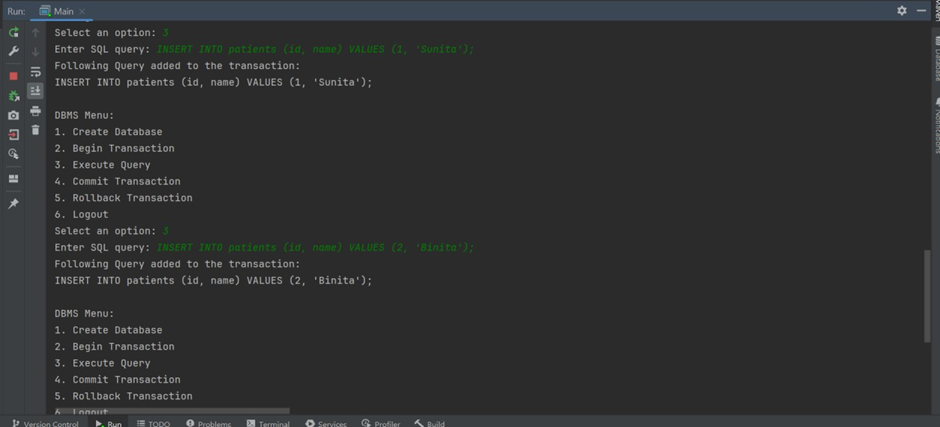 Run: Main
Select an option: 3
Enter SQL query: INSERT INTO patients (id, name) VALUES (1, 'Sunita');
Following Query added to the transaction:
INSERT INTO patients (id, name) VALUES (1, 'Sunita');
DBMS Menu:
1. Create Database
2. Begin Transaction
3. Execute Query
4. Commit Transaction
5. Rollback Transaction
6. Logout
Select an option: 3
Enter SQL query: INSERT INTO patients (id, name) VALUES (2, 'Binita');
Following Query added to the transaction:
INSERT INTO patients (id, name) VALUES (2, 'Binita');
DBMS Menu:
1. Create Database
2. Begin Transaction
3. Execute Query
4. Commit Transaction
5. Rollback Transaction
6. Logout
Database
Notifications
Version Control Run TODO Problems Terminal Services Profiler Build